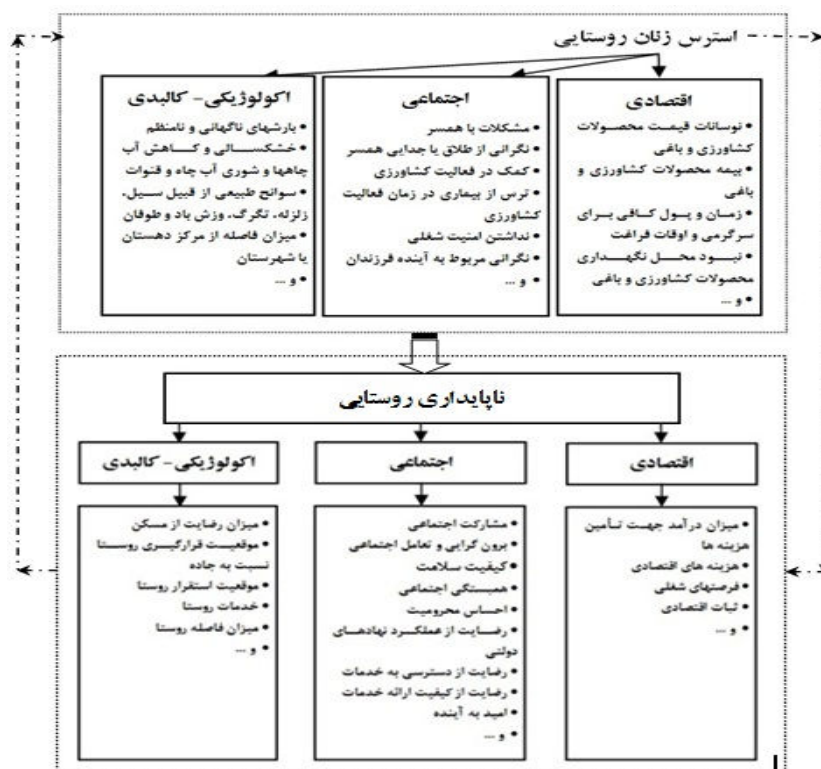 استرس زنان روستایی
اقتصادی
• نوسانات قیمت محصولات
کشاورزی و باغی
• بیمه محصولات کشاورزی و
باغی
• زمان و پول کافی برای
سرگرمی و اوقات فراغت
• نبود محل نگهداری
محصولات کشاورزی و باغی
• و ...
اجتماعی
• مشکلات با همسر
• نگرانی از طلاق یا جدایی همسر
• کمک در فعالیت کشاورزی
• ترس از بیماری در زمان فعالیت
کشاورزی
• نداشتن امنیت شغلی
• نگرانی مربوط به آینده فرزندان
• و ...
اکولوژیکی- کالبدی
• بارشهای ناگهانی و نامنظم
• خشکسالی و کاهش آب
چاهها و شوری آب چاه و قنوات
• سوانح طبیعی از قبیل سیل،
زلزله، تگرگ، وزش باد و طوفان
• میزان فاصله از مرکز دهستان
یا شهرستان
• و ...
ناپایداری روستایی
اقتصادی
• میزان درآمد جهت تأمین
هزینه ها
• هزینه های اقتصادی
• فرصتهای شغلی
• ثبات اقتصادی
• و ...
اجتماعی
• مشارکت اجتماعی
• برون گرایی و تعامل اجتماعی
• کیفیت سلامت
• همبستگی اجتماعی
• احساس محرومیت
• رضایت از عملکرد نهادهای
دولتی
• رضایت از دسترسی به خدمات
• رضایت از کیفیت ارائه خدمات
• امید به آینده
• و ...
اکولوژیکی- کالبدی
• میزان رضایت از مسکن
• موقعیت قرارگیری روستا
نسبت به جاده
• موقعیت استقرار روستا
• خدمات روستا
• میزان فاصله روستا
• و ...